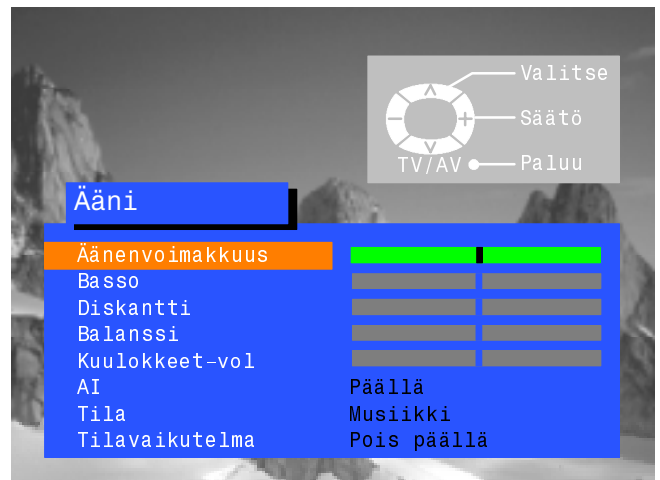 Valitse
Säätö
TV/AV Paluu
Ääni
Äänenvoimakkuus
Basso
Diskantti
Balanssi
Kuulokkeet-vol
AI Päällä
Tila Musiikki
Tilavaikutelma Pois päällä